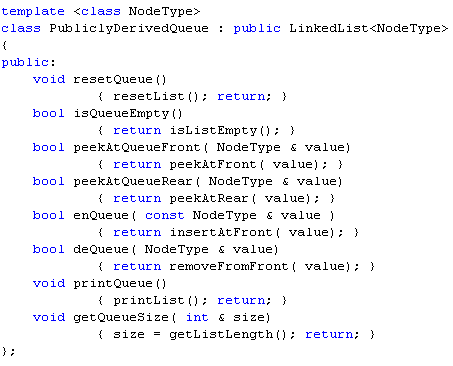 template <class NodeType>
class PubliclyDerivedQueue : public LinkedList<NodeType>
{
public:
    void resetQueue()
            { resetList(); return; }
    bool isQueueEmpty()
            { return isListEmpty(); }
    bool peekAtQueueFront( NodeType & value)
            { return peekAtFront( value); }
    bool peekAtQueueRear( NodeType & value)
            { return peekAtRear( value); }
    bool enQueue( const NodeType & value )
            { return insertAtFront( value); }
    bool deQueue( NodeType & value)
            { return removeFromFront( value); }
    void printQueue()
            { printList(); return; }
    void getQueueSize( int & size)
            { size = getListLength(); return; }
};